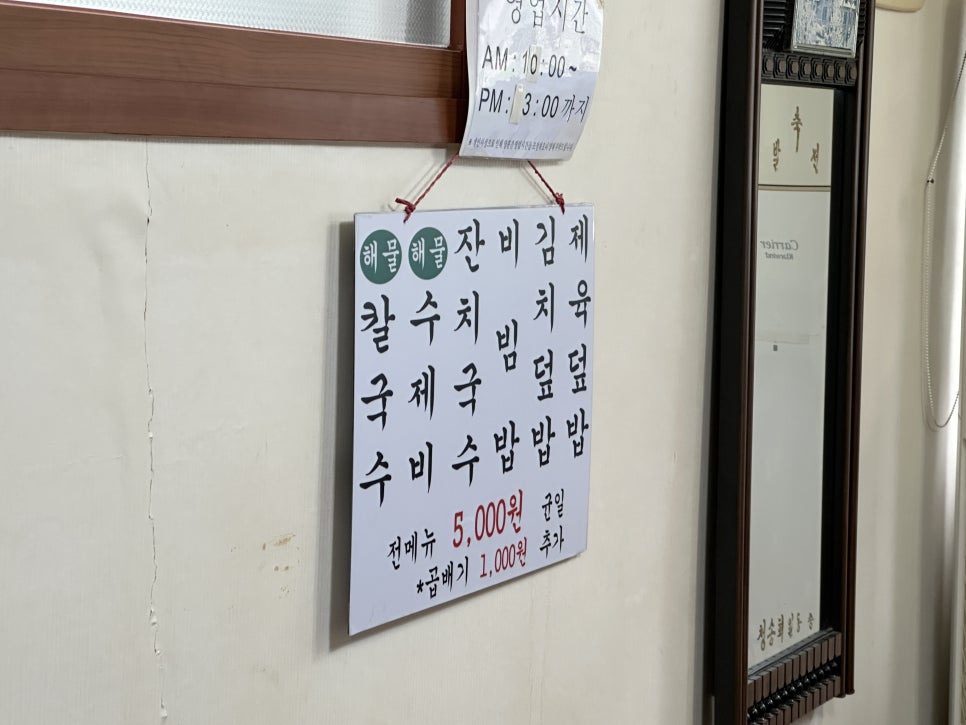 영업시간
AM : 10 : 00 ~
PM : 3 : 00 까지
해물 칼국수
해물 수제비
잔치국수
비빔밥
김치덮밥
제육덮밥
전메뉴 5,000원 균일
*곱배기 1,000원 추가
축
발전
Carrier